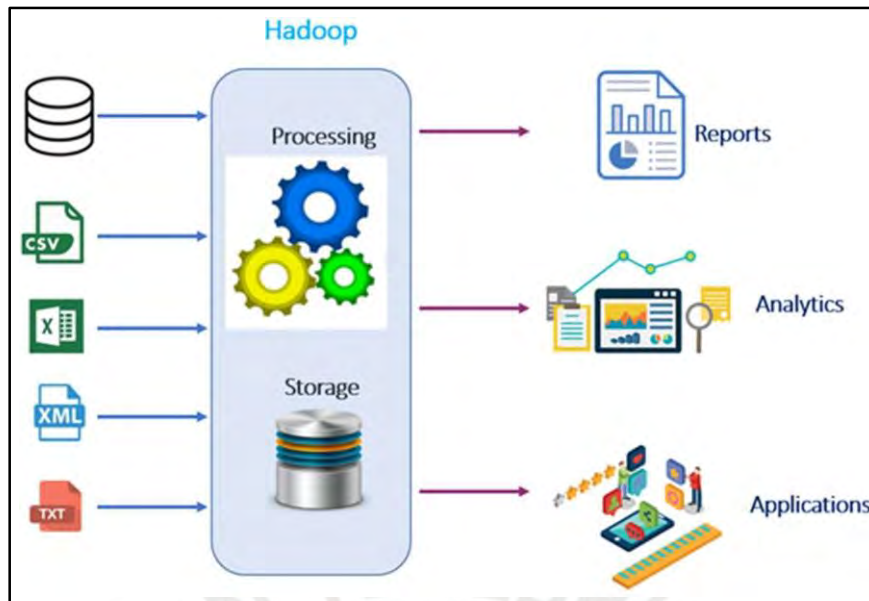 Hadoop
Processing
Reports
CSV
X
Analytics
Storage
XML
TXT
Applications